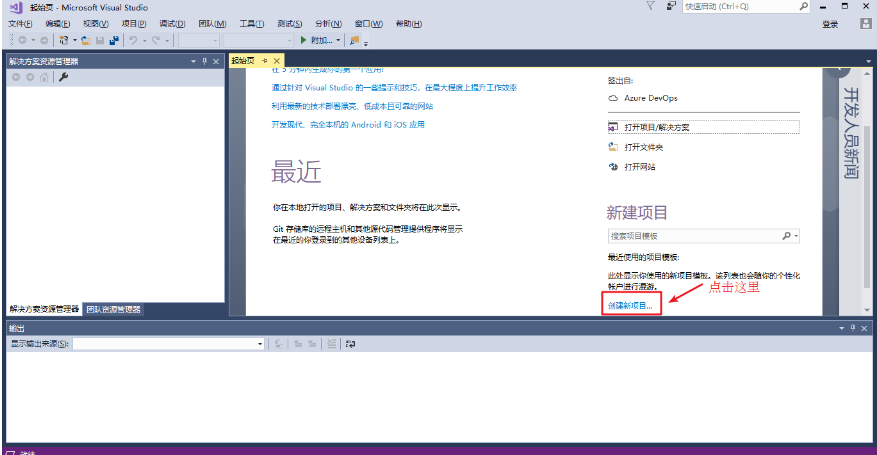 起始页 - Microsoft Visual Studio
快速启动 (Ctrl+Q)
文件(F) 编辑(E) 视图(V) 项目(P) 调试(D) 团队(M) 工具(T) 测试(S) 分析(N) 窗口(W) 帮助(H)
登录
附加...
解决方案资源管理器
起始页
通过针对 Visual Studio 的一些提示和技巧，在最大程度上提升工作效率
利用最新的技术部署漂亮、低成本且可靠的网站
开发现代、完全本机的 Android 和 iOS 应用
最近
你在本地打开的项目、解决方案和文件夹将在此处显示。
Git 存储库的远程主机和其他源代码管理提供程序将显示
在最近的你登录到的其他设备列表上。
签出自:
Azure DevOps
打开项目/解决方案
打开文件夹
打开网站
新建项目
搜索项目模板
最近使用的项目模板:
此处显示你使用的新项目模板。该列表也会随你的个性化
帐户进行漫游。
创建新项目...
点击这里
开发人员新闻
解决方案资源管理器 团队资源管理器
输出
显示输出来源(S):